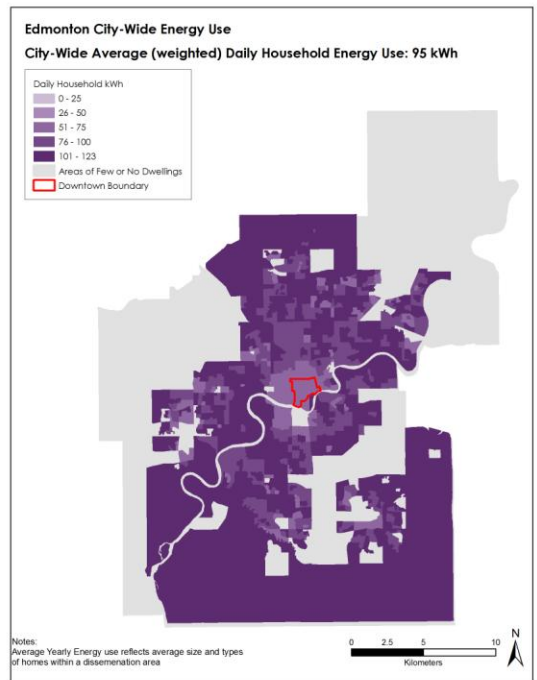 Edmonton City-Wide Energy Use
City-Wide Average (weighted) Daily Household Energy Use: 95 kWh
Daily Household kWh
0 - 25
26 - 50
51 - 75
76 - 100
101 - 123
Areas of Few or No Dwellings
Downtown Boundary
Notes:
Average Yearly Energy use reflects average size and types
of homes within a dissemenation area
0 2.5 5 10
Kilometers
N